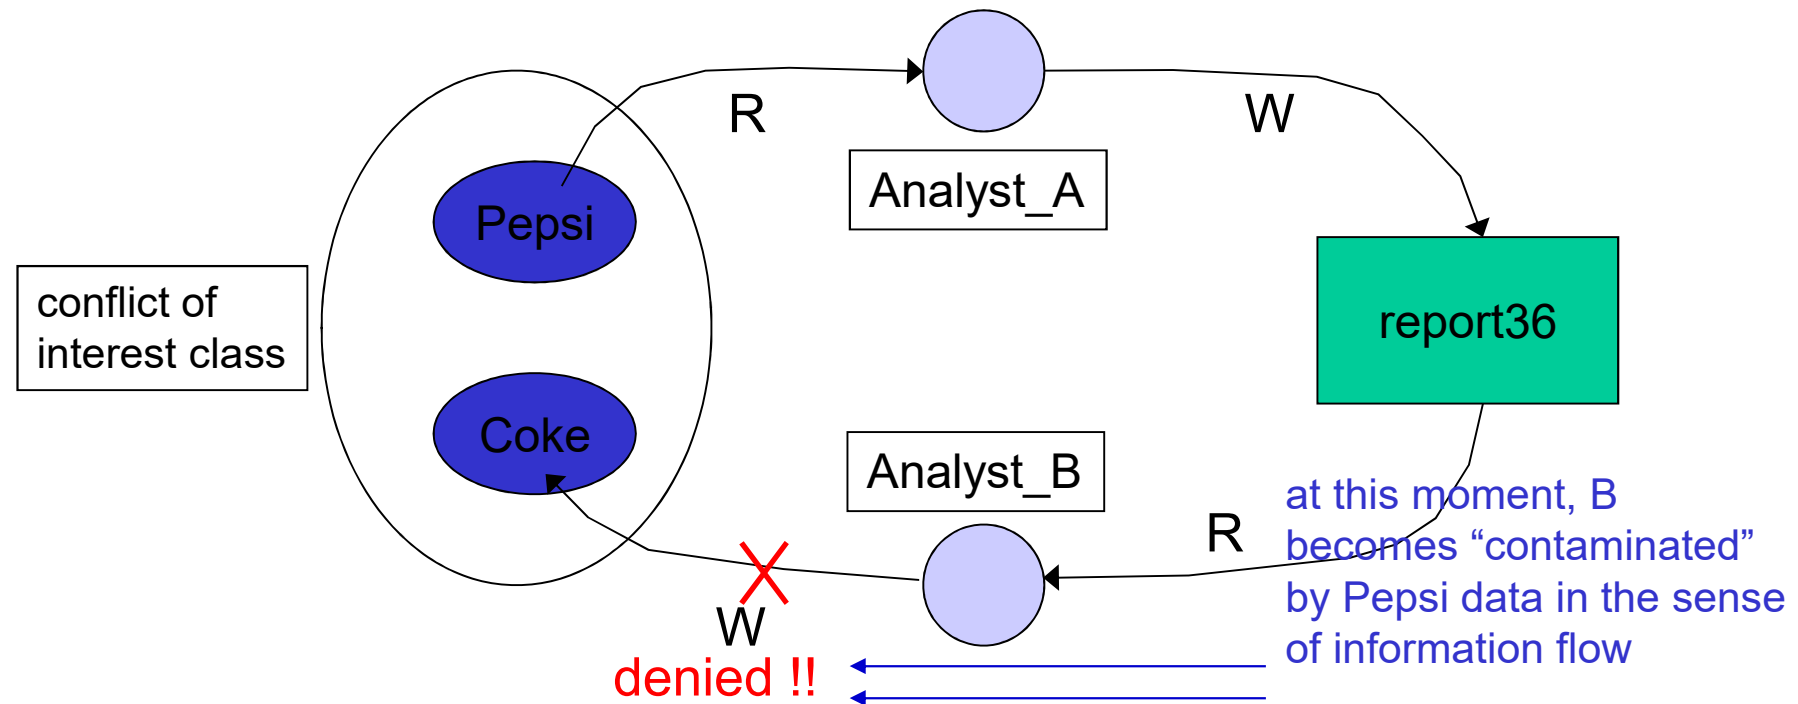 R
W
Analyst_A
Pepsi
conflict of
interest class
report36
Coke
Analyst_B
R
at this moment, B
becomes “contaminated”
by Pepsi data in the sense
of information flow
W
denied !!